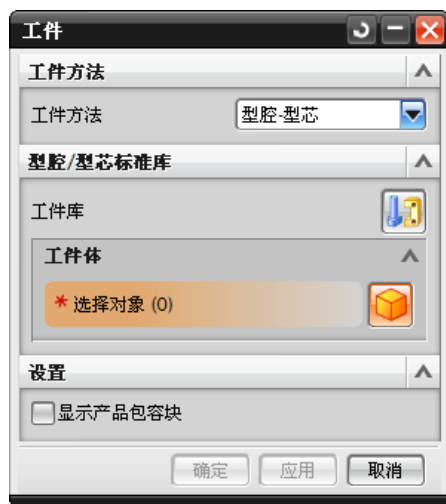 工件
工件方法
工件方法 型腔-型芯
型腔/型芯标准库
工件库
工件体
* 选择对象 (0)
设置
显示产品包容块
确定 应用 取消